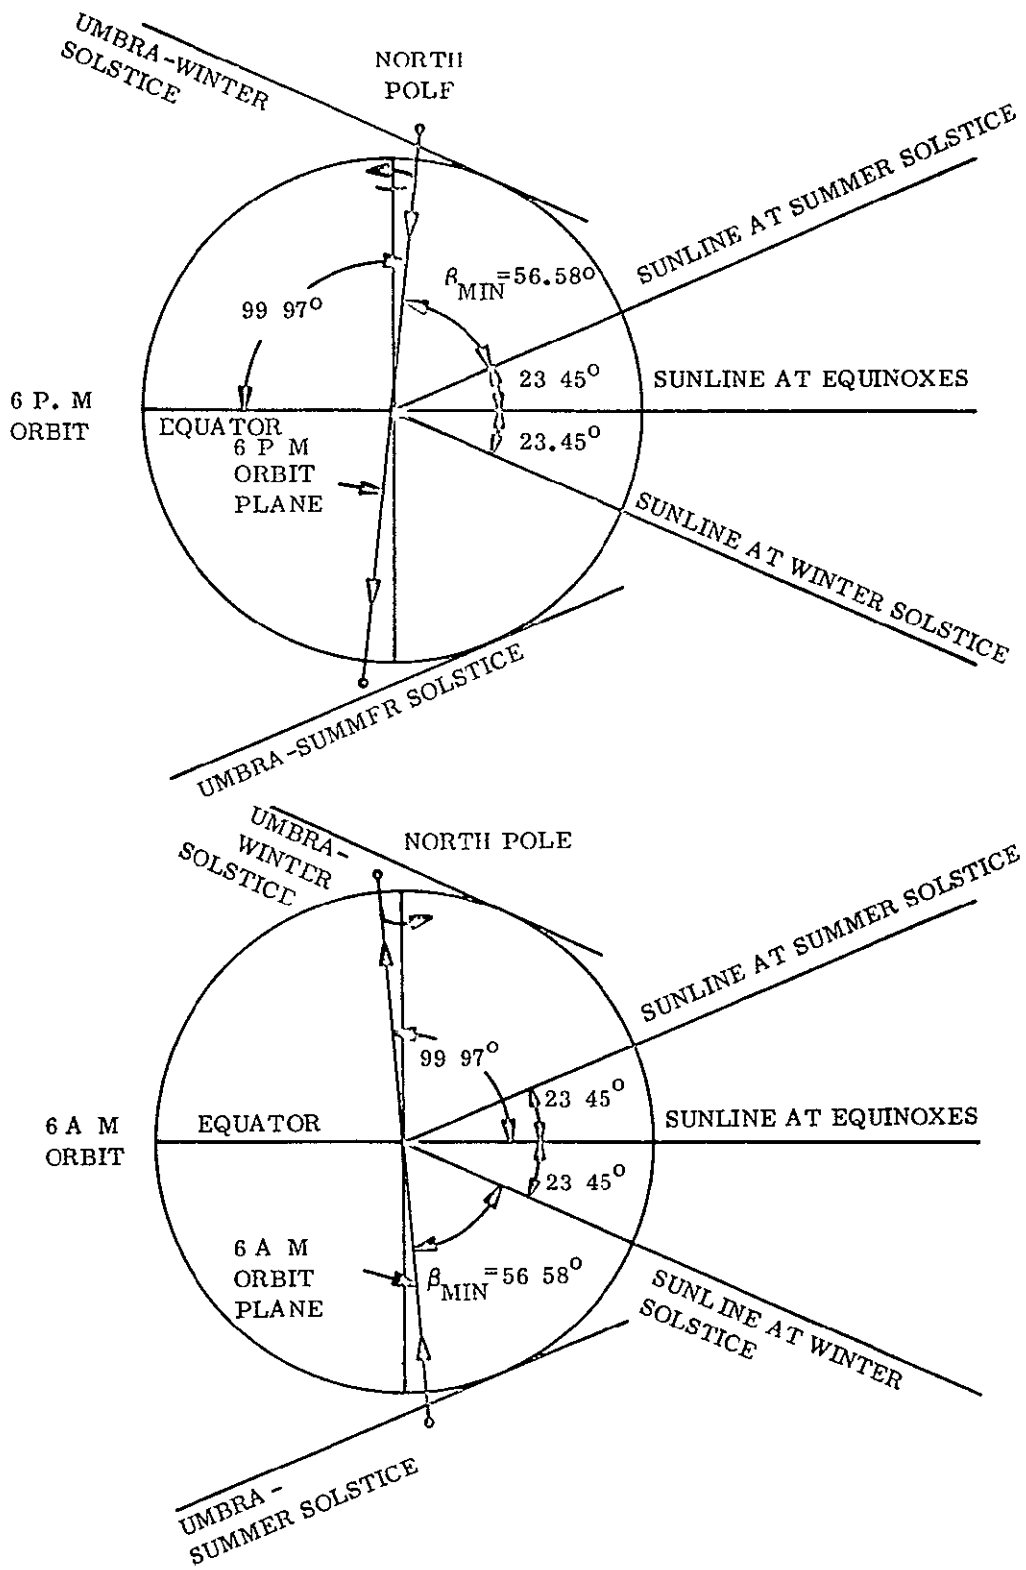 UMBRA-WINTER
SOLSTICE
NORTH
POLF
SUNLINE AT SUMMER SOLSTICE
βMIN=56.58°
99 97°
23 45°
SUNLINE AT EQUINOXES
6 P. M
ORBIT
EQUATOR
23.45°
6 P M
ORBIT
PLANE
SUNLINE AT WINTER SOLSTICE
UMBRA-SUMMFR SOLSTICE
UMBRA-
WINTER
SOLSTICE
NORTH POLE
SUNLINE AT SUMMER SOLSTICE
99 97°
23 45°
6 A M
ORBIT
EQUATOR
SUNLINE AT EQUINOXES
23 45°
6 A M
ORBIT
PLANE
βMIN=56 58°
SUNLINE AT WINTER
SOLSTICE
UMBRA-
SUMMER SOLSTICE